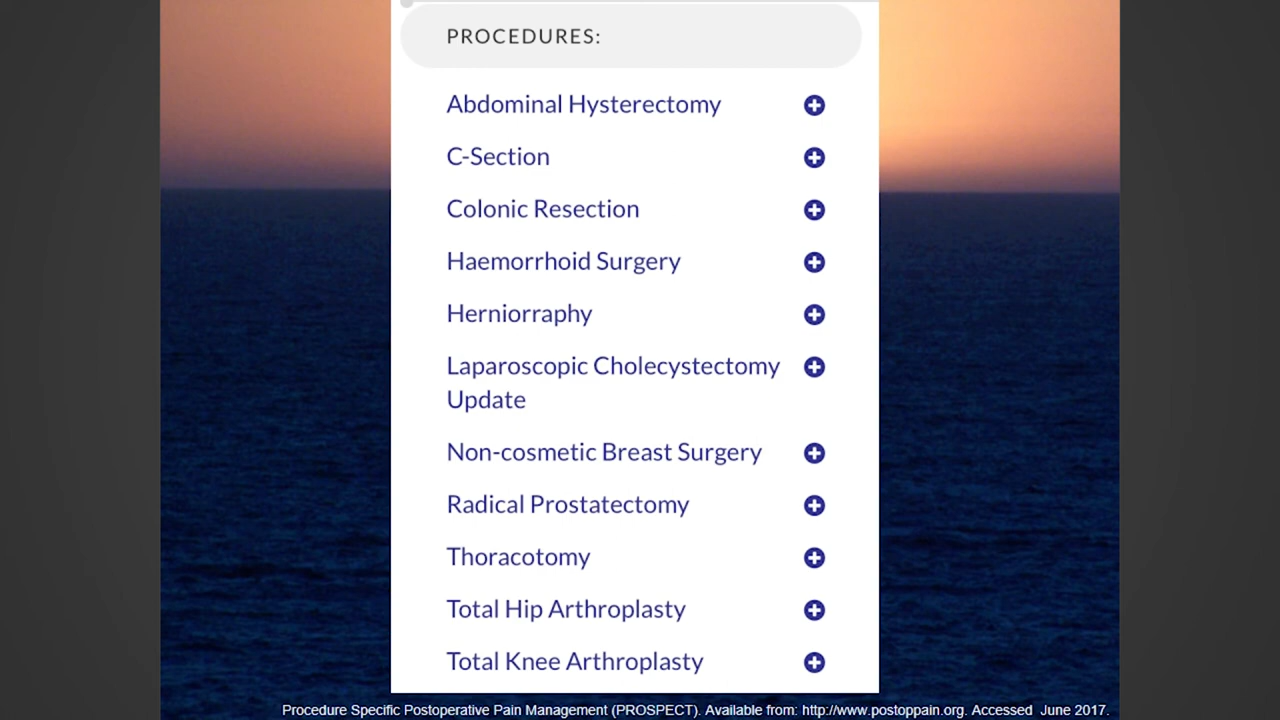 PROCEDURES:
Abdominal Hysterectomy
C-Section
Colonic Resection
Haemorrhoid Surgery
Herniorraphy
Laparoscopic Cholecystectomy
Update
Non-cosmetic Breast Surgery
Radical Prostatectomy
Thoracotomy
Total Hip Arthroplasty
Total Knee Arthroplasty
Procedure Specific Postoperative Pain Management (PROSPECT). Available from: http://www.postoppain.org. Accessed June 2017.